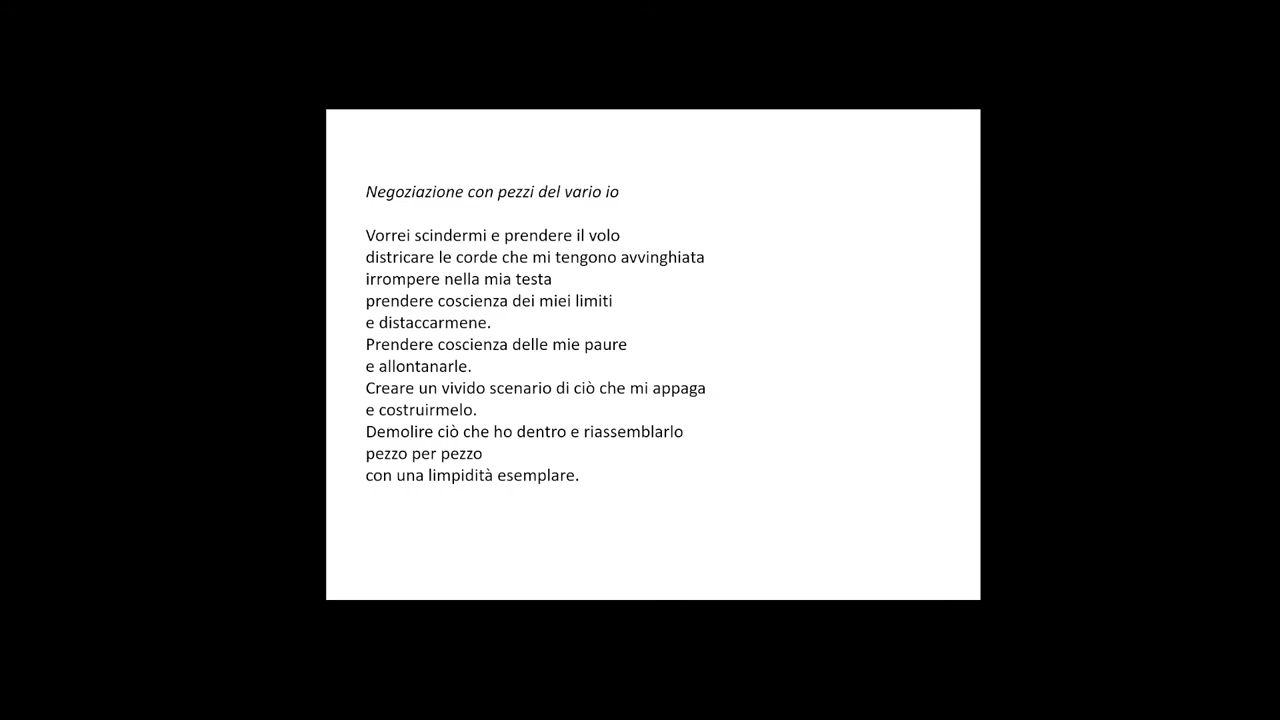 Negoziazione con pezzi del vario io
Vorrei scindermi e prendere il volo
districare le corde che mi tengono avvinghiata
irrompere nella mia testa
prendere coscienza dei miei limiti
e distaccarmene.
Prendere coscienza delle mie paure
e allontanarle.
Creare un vivido scenario di ciò che mi appaga
e costruirmelo.
Demolire ciò che ho dentro e riassemblarlo
pezzo per pezzo
con una limpidità esemplare.